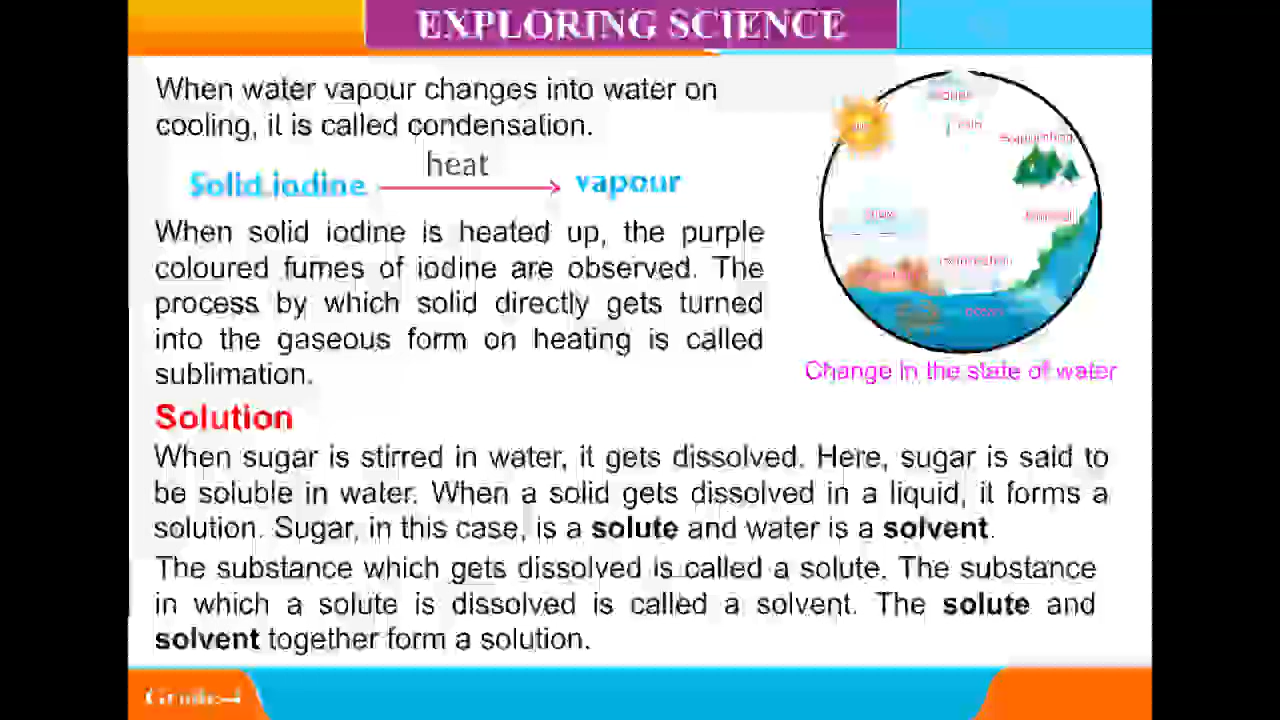 EXPLORING SCIENCE
When water vapour changes into water on
cooling, it is called condensation.
heat
Solid iodine vapour
When solid iodine is heated up, the purple
coloured fumes of iodine are observed. The
process by which solid directly gets turned
into the gaseous form on heating is called
sublimation.
Change in the state of water
Solution
When sugar is stirred in water, it gets dissolved. Here, sugar is said to
be soluble in water. When a solid gets dissolved in a liquid, it forms a
solution. Sugar, in this case, is a solute and water is a solvent.
The substance which gets dissolved is called a solute. The substance
in which a solute is dissolved is called a solvent. The solute and
solvent together form a solution.
Grade-4